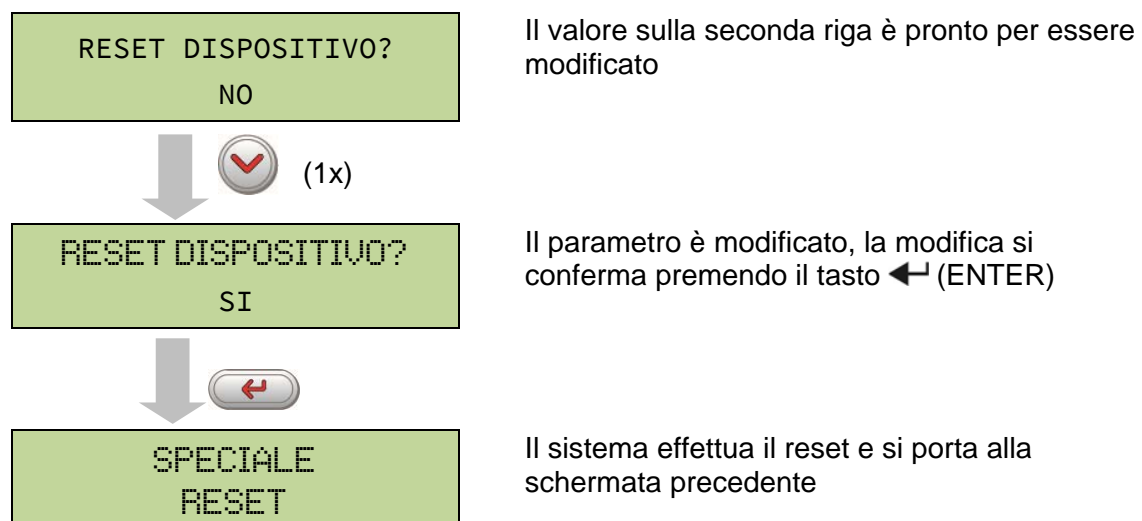 RESET DISPOSITIVO?
NO
Il valore sulla seconda riga è pronto per essere
modificato
(1x)
RESET DISPOSITIVO?
SI
Il parametro è modificato, la modifica si
conferma premendo il tasto (ENTER)
SPECIALE
RESET
Il sistema effettua il reset e si porta alla
schermata precedente